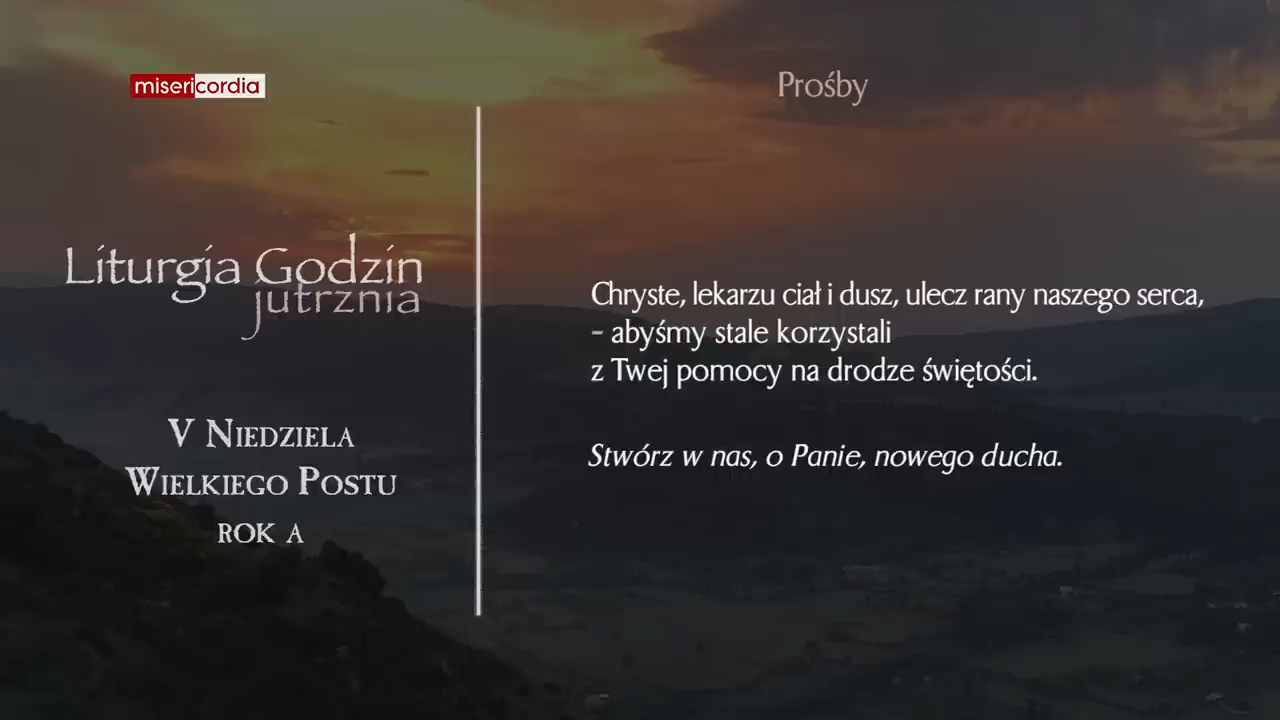 misericordia
Prośby
Liturgia Godzin
jutrznia
V Niedziela
Wielkiego Postu
rok a
Chryste, lekarzu ciał i dusz, ulecz rany naszego serca,
– abyśmy stale korzystali
z Twej pomocy na drodze świętości.
Stwórz w nas, o Panie, nowego ducha.